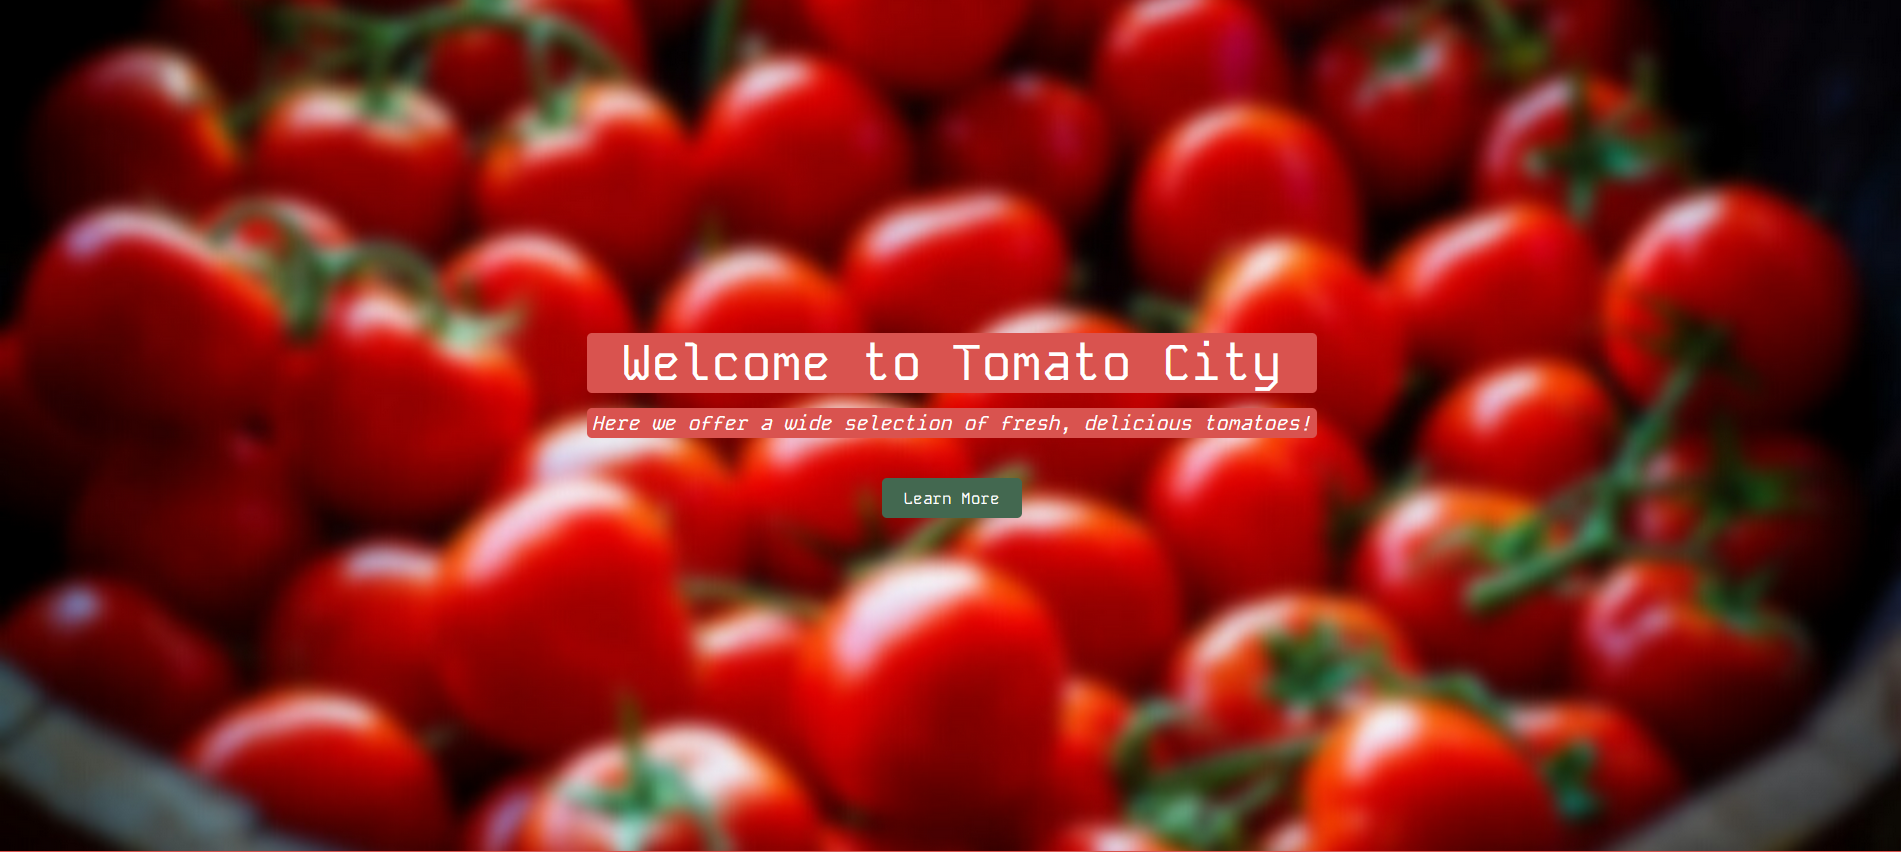 Welcome to Tomato City
Here we offer a wide selection of fresh, delicious tomatoes!
Learn More